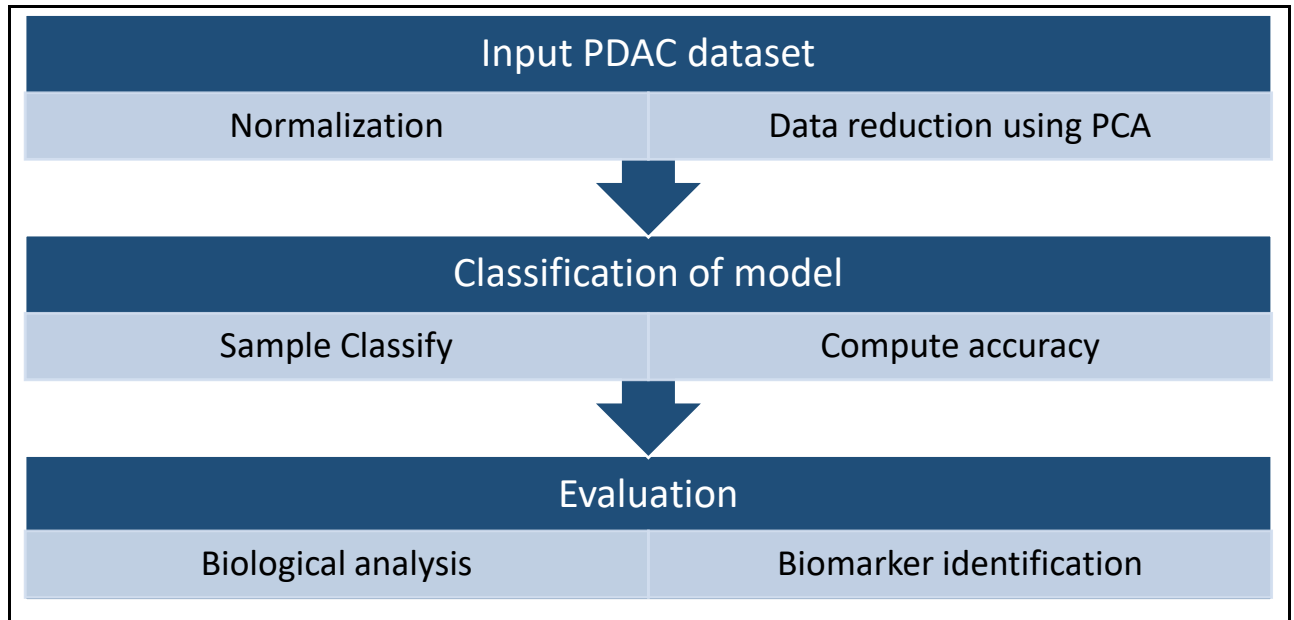 Input PDAC dataset
Normalization
Data reduction using PCA
Classification of model
Sample Classify
Compute accuracy
Evaluation
Biological analysis
Biomarker identification